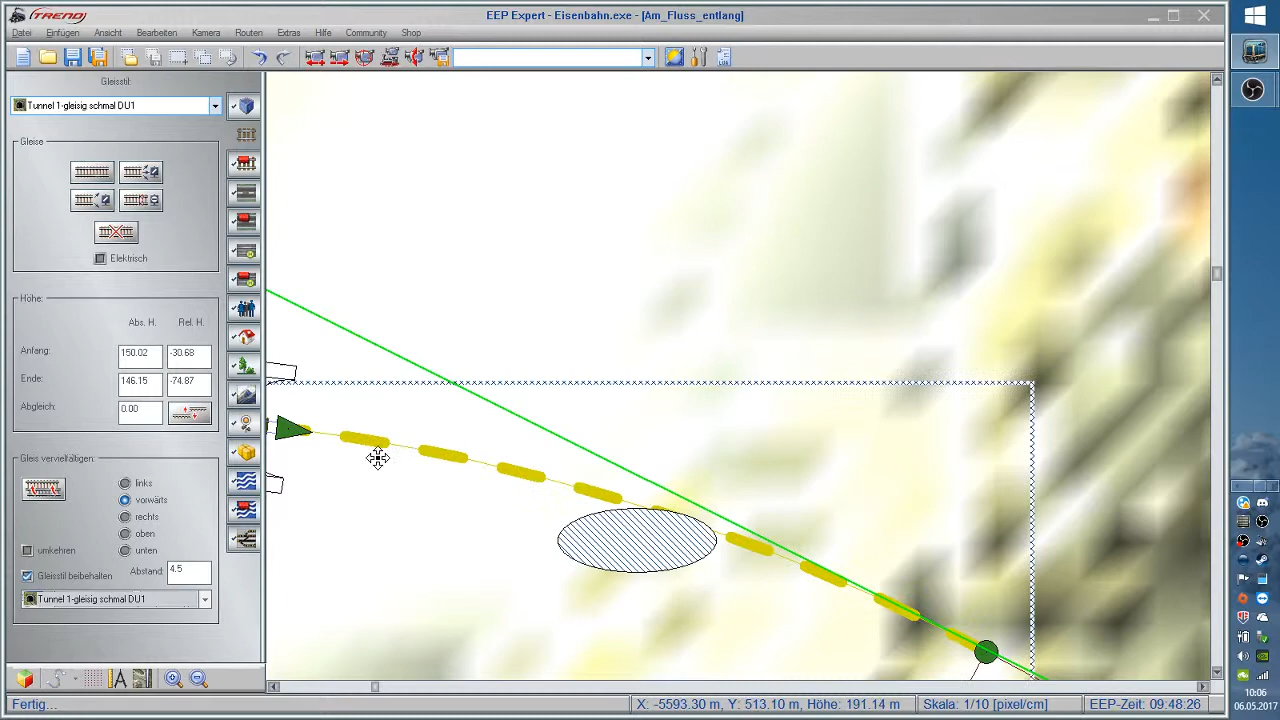 TREND
EEP Expert - Eisenbahn.exe - [Am_Fluss_entlang]
Datei Einfügen Ansicht Bearbeiten Kamera Routen Extras Hilfe Community Shop
Gleisstil:
Tunnel 1-gleisig schmal DU1
Gleise
Elektrisch
Höhe:
Abs. H. Rel. H.
Anfang: 150.02 -30.68
Ende: 146.15 -74.87
Abgleich: 0.00
Gleis vervielfältigen:
links
vorwärts
rechts
oben
umkehren unten
Gleisstil beibehalten Abstand: 4.5
Tunnel 1-gleisig schmal DU1
Fertig... X: -5593.30 m, Y: 513.10 m, Höhe: 191.14 m Skala: 1/10 [pixel/cm] EEP-Zeit: 09:48:26
10:06
06.05.2017